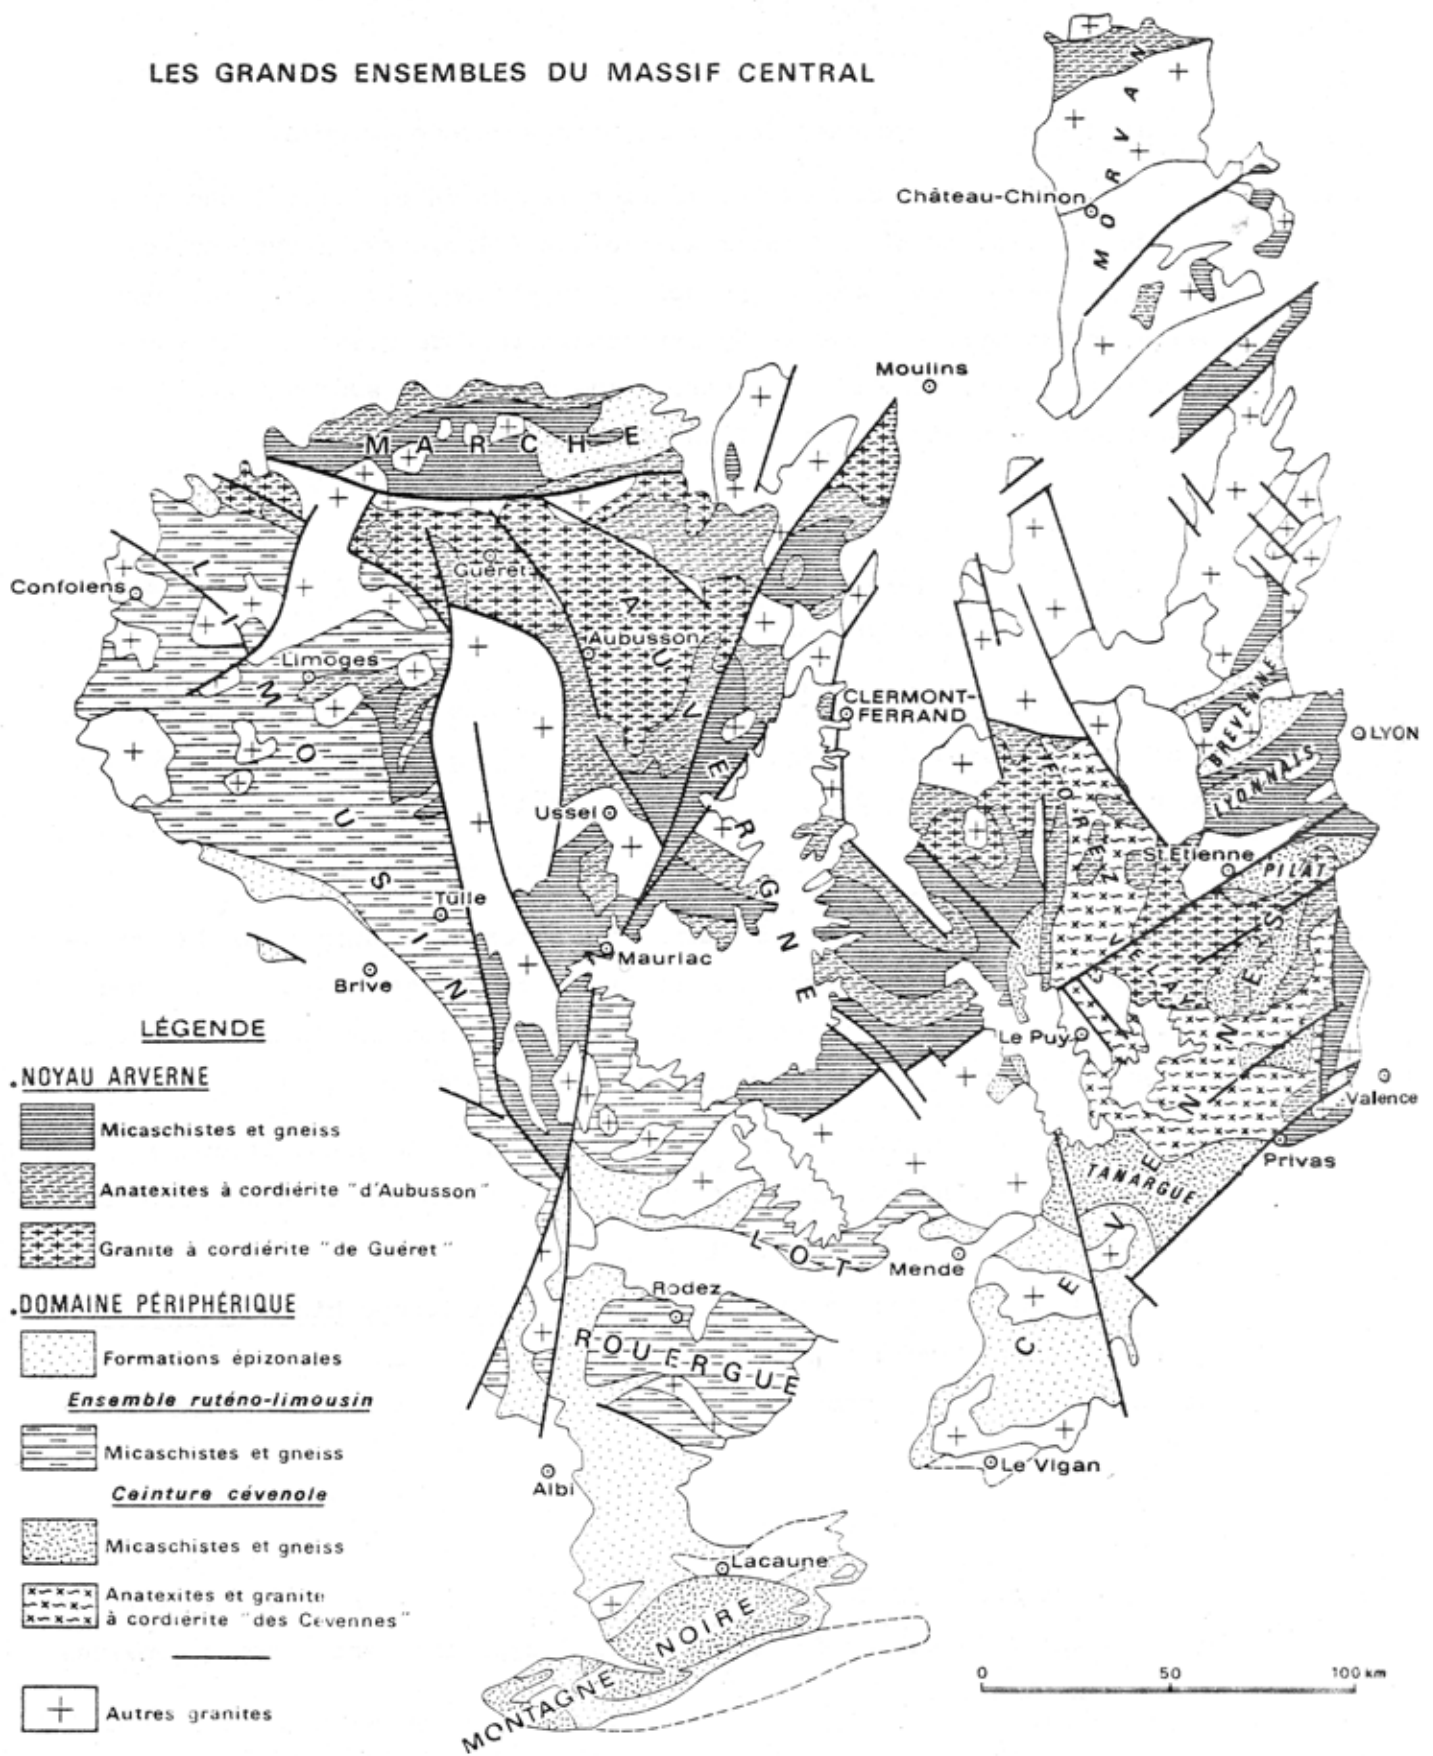 LES GRANDS ENSEMBLES DU MASSIF CENTRAL
MORVAN
Château-Chinon
Moulins
MARCHE
Confolens
Guéret
Aubusson
AUVERGNE
LIMOUSIN
Limoges
CLERMONT-
FERRAND
BREVENNE
LYON
LYONNAIS
FOREZ
Ussel
St Etienne
PILAT
Tulle
Mauriac
VELAY
Brive
Le Puy
CEVENNES
Valence
Privas
TANARGUE
LOT
Mende
Rodez
ROUERGUE
Le Vigan
Albi
Lacaune
MONTAGNE NOIRE
LÉGENDE
.NOYAU ARVERNE
Micaschistes et gneiss
Anatexites à cordiérite "d'Aubusson"
Granite à cordiérite "de Guéret"
.DOMAINE PÉRIPHÉRIQUE
Formations épizonales
Ensemble ruténo-limousin
Micaschistes et gneiss
Ceinture cévenole
Micaschistes et gneiss
Anatexites et granite
à cordiérite "des Cévennes"
Autres granites
0 50 100 km